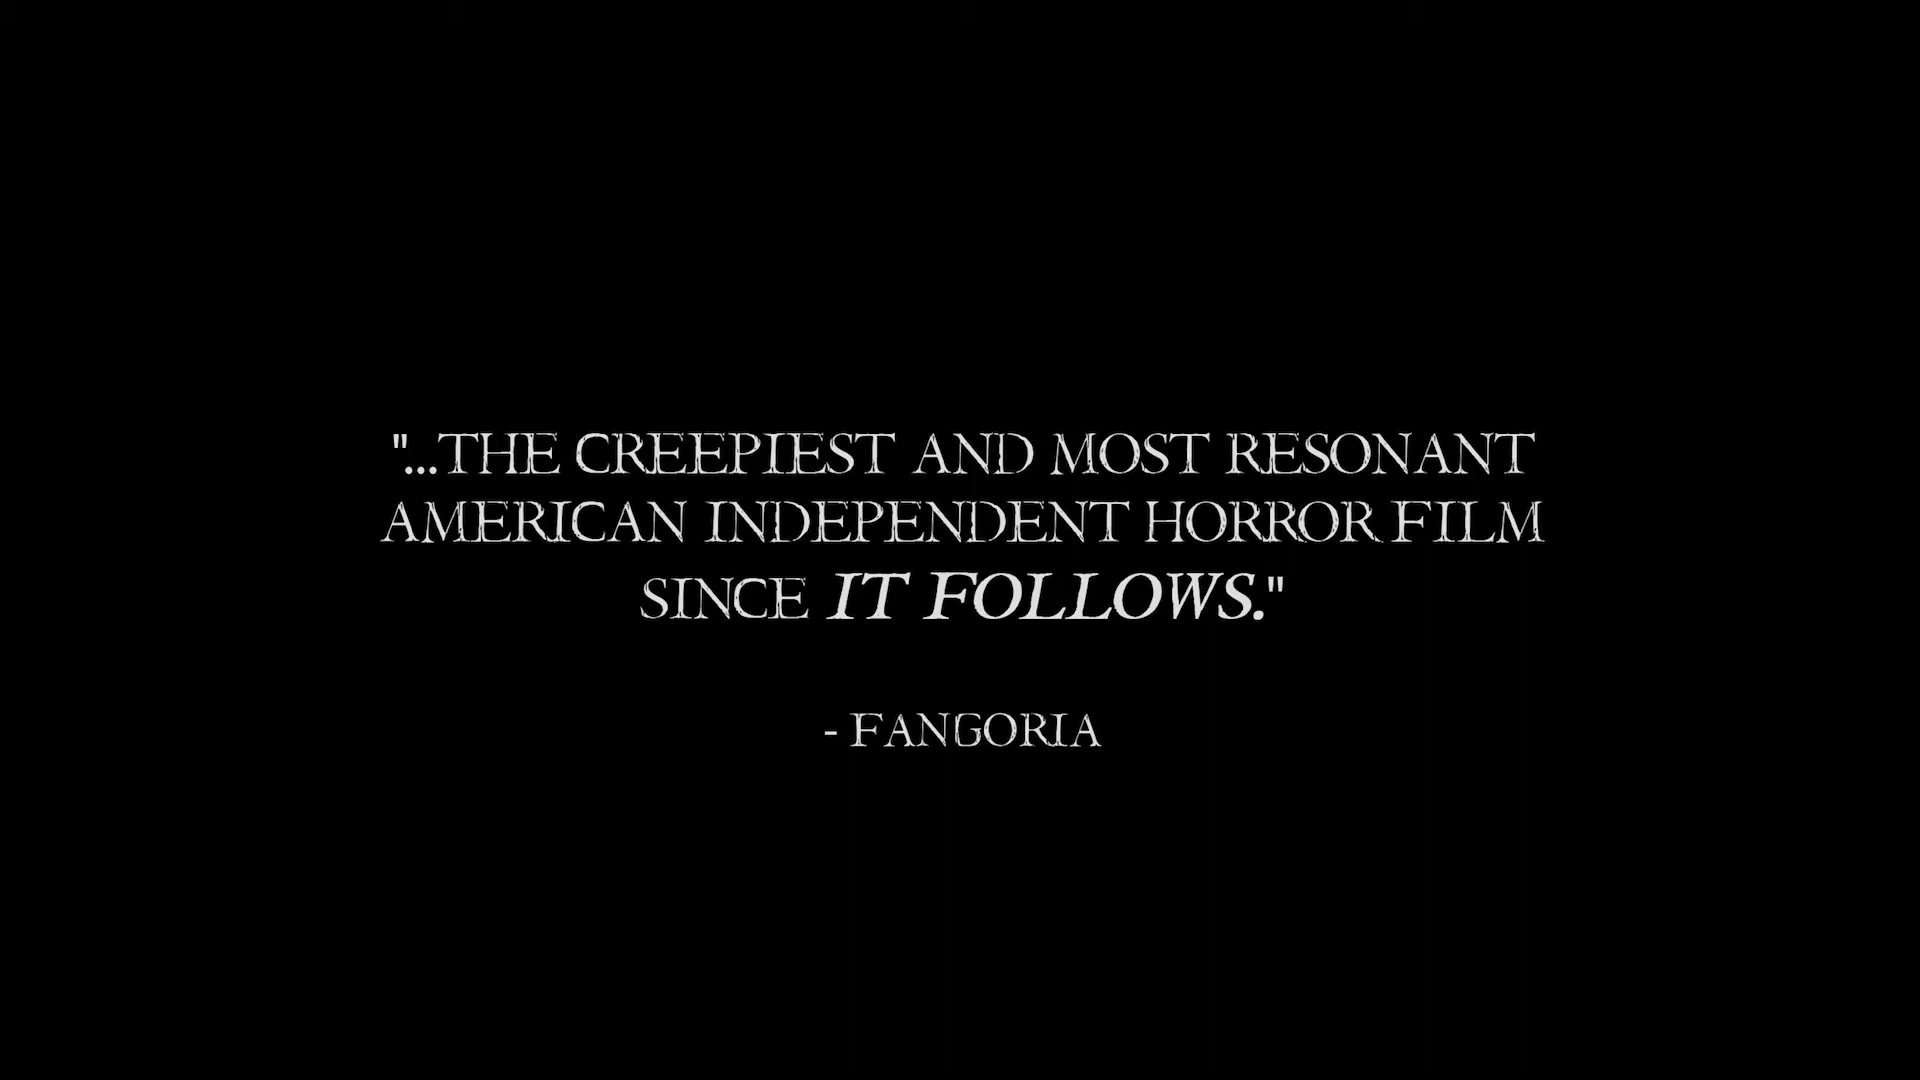 "...THE CREEPIEST AND MOST RESONANT
AMERICAN INDEPENDENT HORROR FILM
SINCE IT FOLLOWS."
- FANGORIA